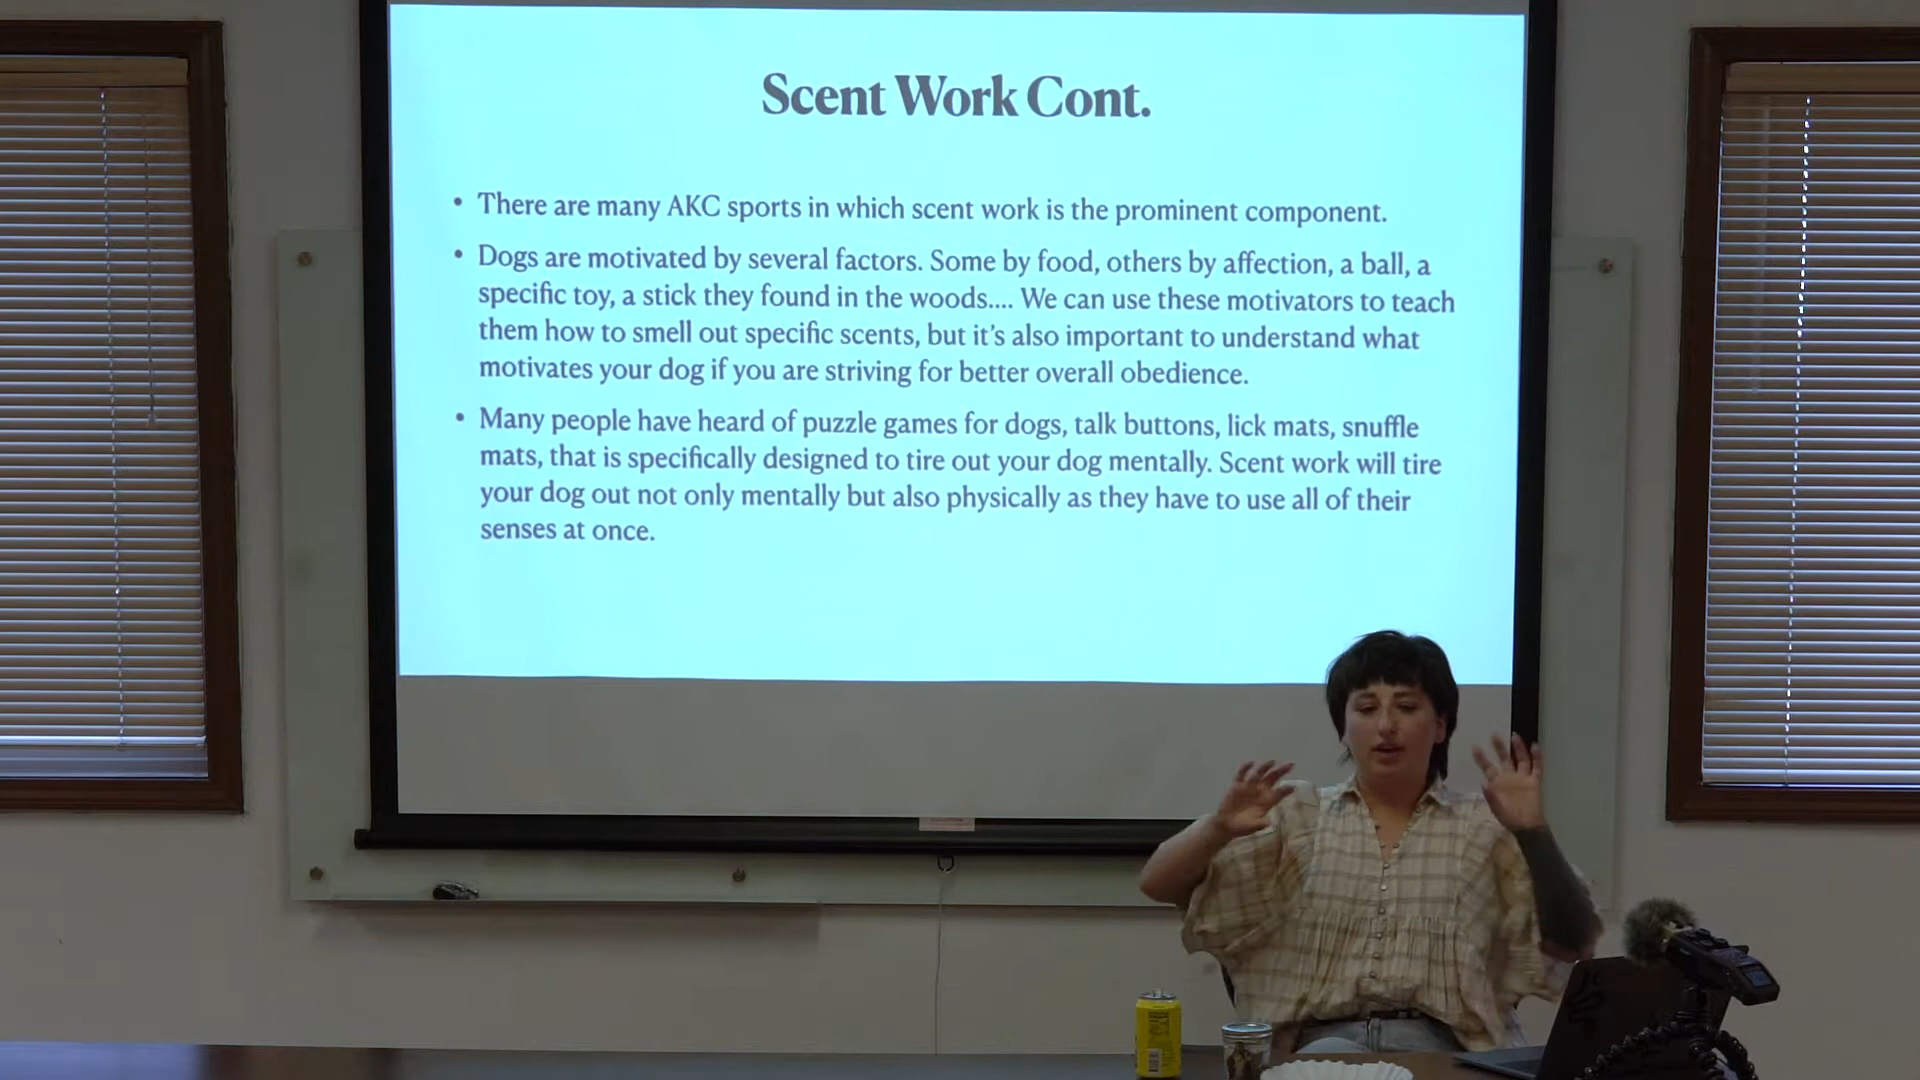 Scent Work Cont.
• There are many AKC sports in which scent work is the prominent component.
• Dogs are motivated by several factors. Some by food, others by affection, a ball, a
specific toy, a stick they found in the woods.... We can use these motivators to teach
them how to smell out specific scents, but it's also important to understand what
motivates your dog if you are striving for better overall obedience.
• Many people have heard of puzzle games for dogs, talk buttons, lick mats, snuffle
mats, that is specifically designed to tire out your dog mentally. Scent work will tire
your dog out not only mentally but also physically as they have to use all of their
senses at once.